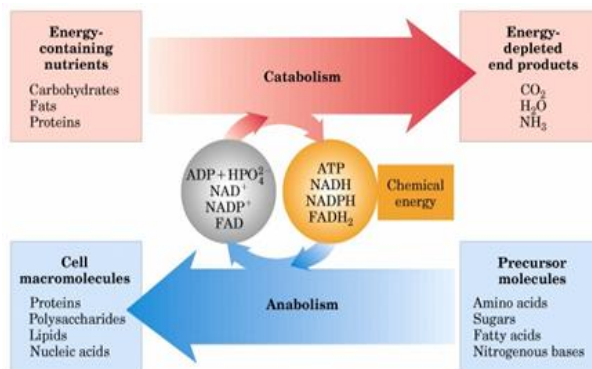 Energy-
containing
nutrients
Carbohydrates
Fats
Proteins
Catabolism
Energy-
depleted
end products
CO₂
H₂O
NH₃
ADP + HPO₄²⁻
NAD⁺
NADP⁺
FAD
ATP
NADH
NADPH
FADH₂
Chemical
energy
Cell
macromolecules
Proteins
Polysaccharides
Lipids
Nucleic acids
Anabolism
Precursor
molecules
Amino acids
Sugars
Fatty acids
Nitrogenous bases